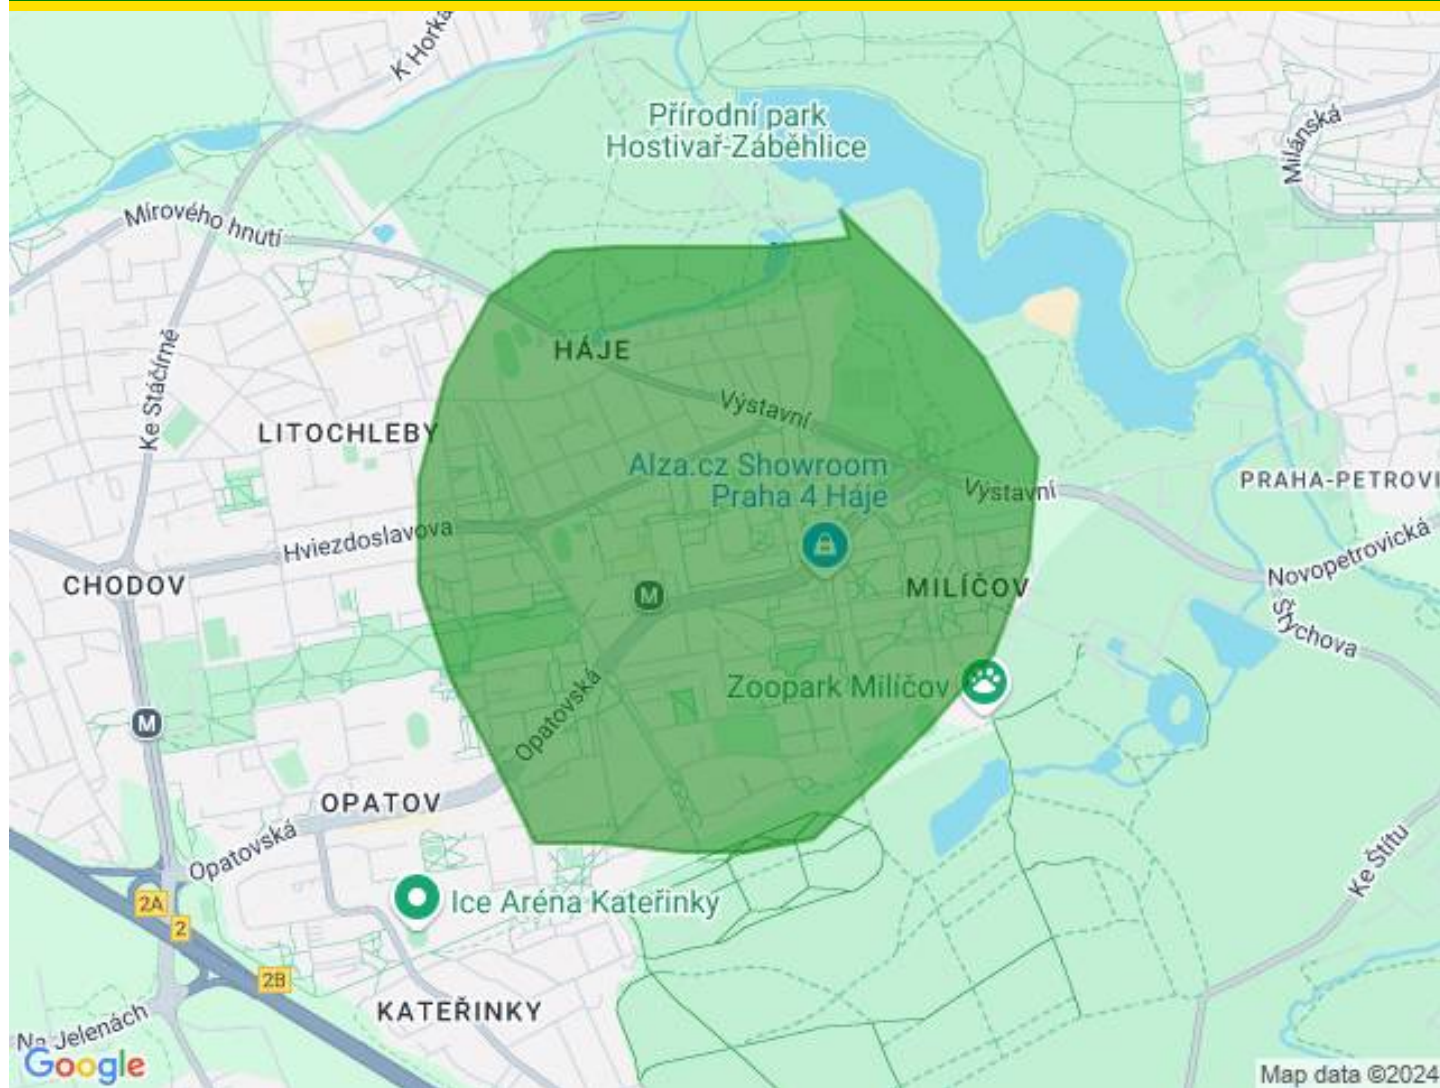 K Horká
Přírodní park
Hostivař-Záběhlice
Milánská
Mírového hnutí
HÁJE
Ke Stáčírně
Výstavní
LITOCHLEBY
Alza.cz Showroom
Praha 4 Háje
PRAHA-PETROVI
Výstavní
Hviezdoslavova
Novopetrovická
CHODOV
M
MILÍČOV
Štychova
Zoopark Milíčov
Opatovská
M
OPATOV
Opatovská
Ke Štítu
2A
Ice Aréna Kateřinky
2
2B
KATEŘINKY
Na Jelenách
Google
Map data ©2024